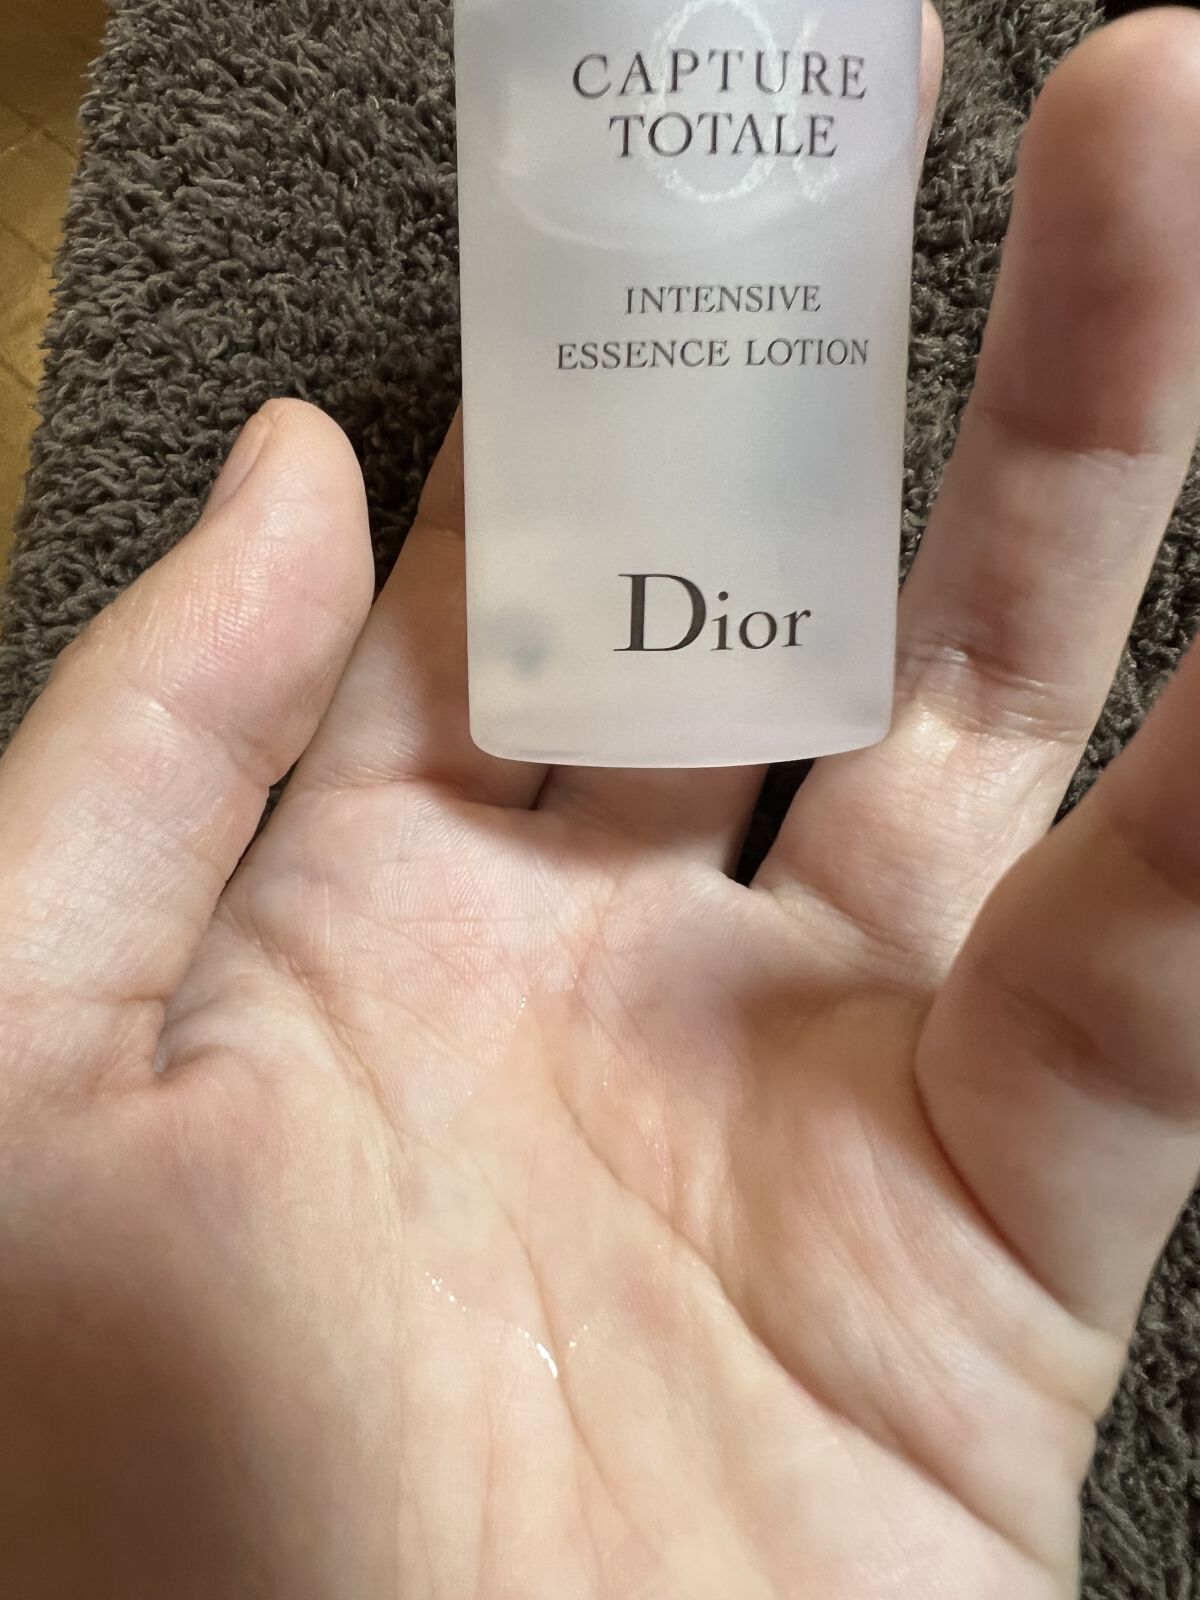 CAPTURE
TOTALE
INTENSIVE
ESSENCE LOTION
Dior